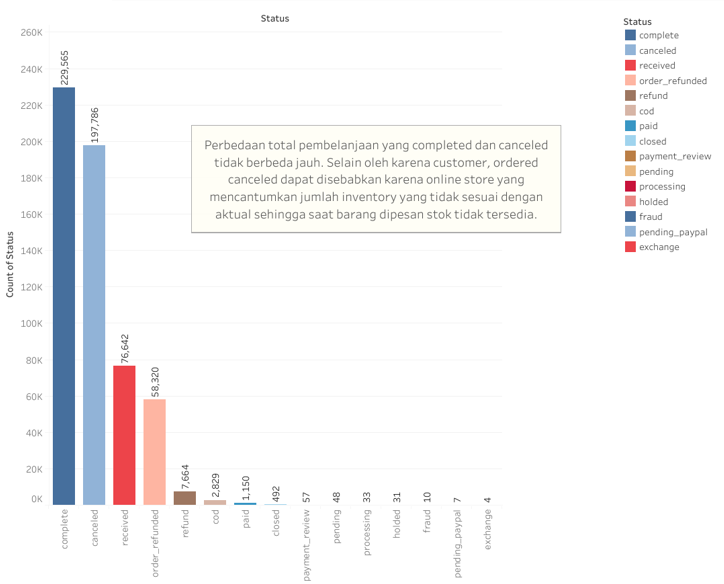 Status
Status
complete
canceled
received
order_refunded
refund
cod
paid
closed
payment_review
pending
processing
holded
fraud
pending_paypal
exchange
Count of Status
260K
240K
220K
200K
180K
160K
140K
120K
100K
80K
60K
40K
20K
0K
229,565
197,786
76,642
58,320
7,664
2,829
1,150
492
57
48
33
31
10
7
4
Perbedaan total pembelanjaan yang completed dan canceled
tidak berbeda jauh. Selain oleh karena customer, ordered
canceled dapat disebabkan karena online store yang
mencantumkan jumlah inventory yang tidak sesuai dengan
aktual sehingga saat barang dipesan stok tidak tersedia.
complete
canceled
received
order_refunded
refund
cod
paid
closed
payment_review
pending
processing
holded
fraud
pending_paypal
exchange